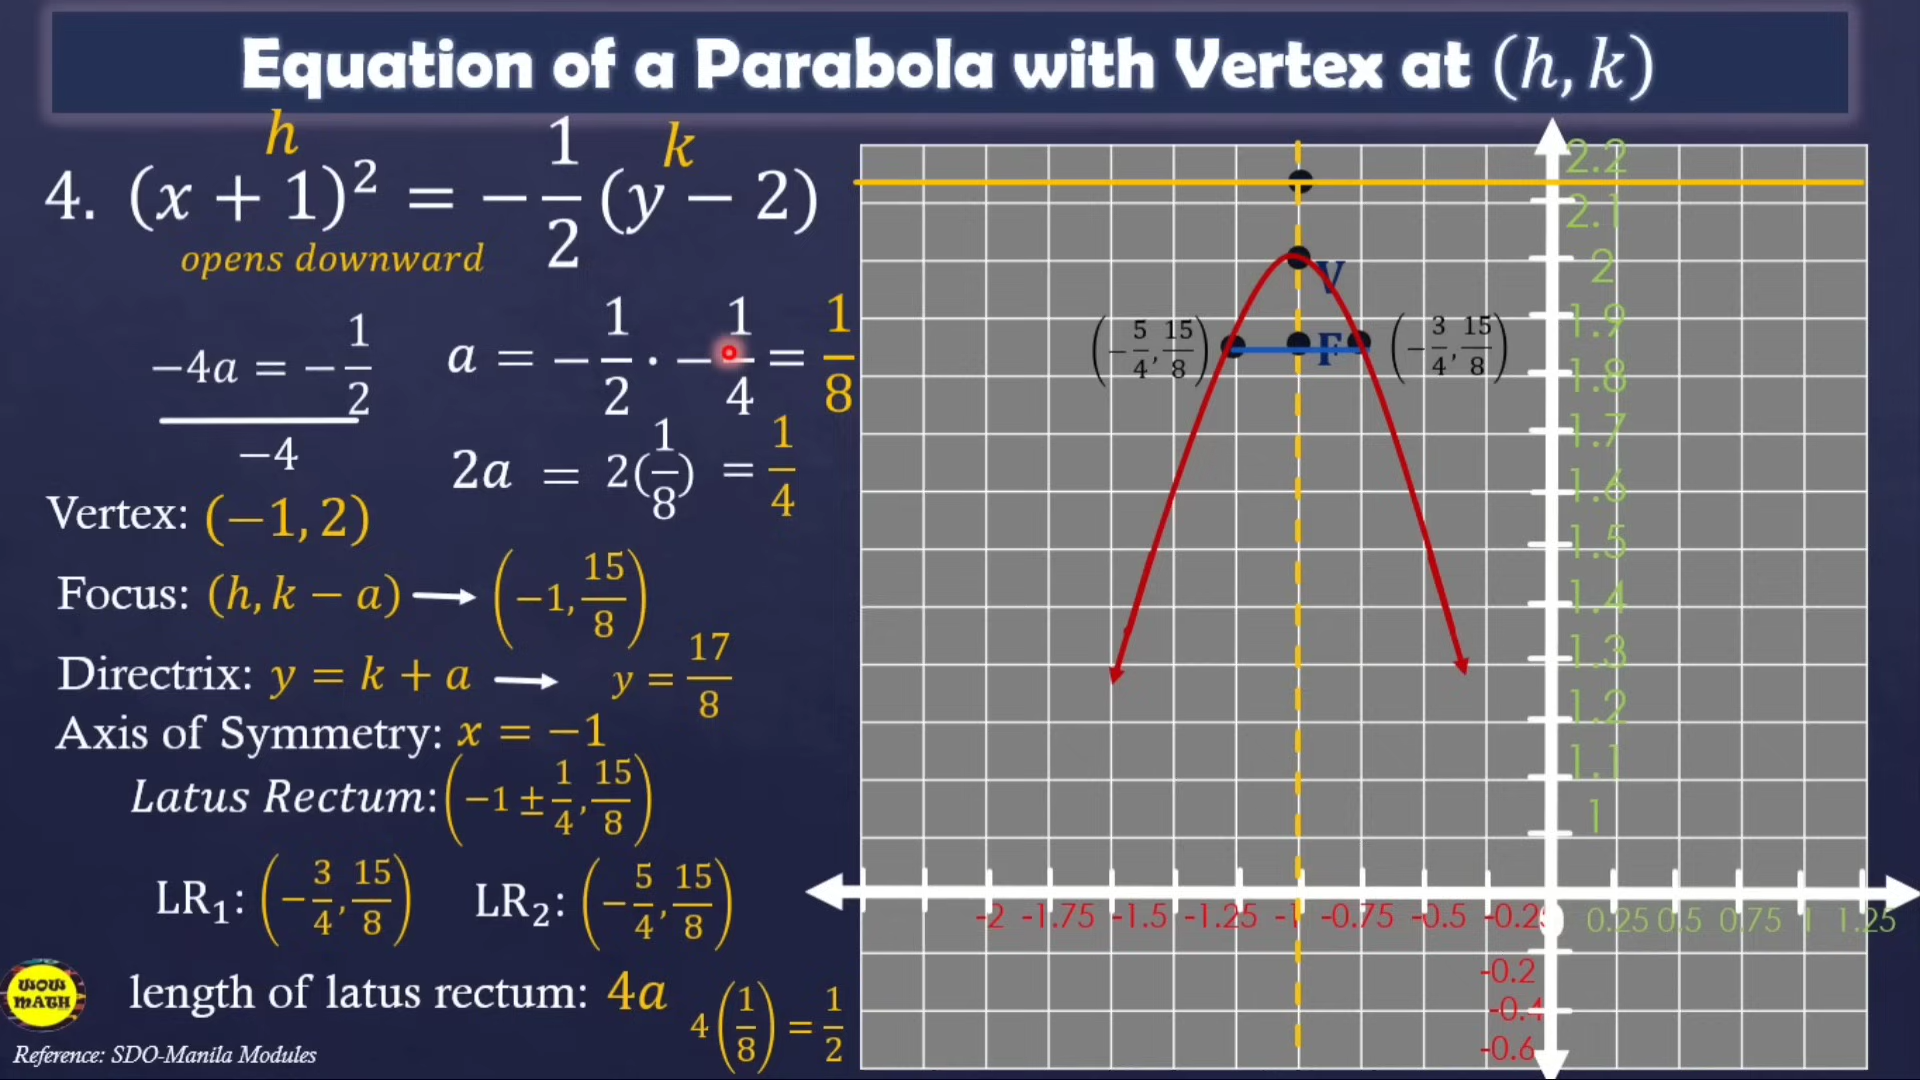 Equation of a Parabola with Vertex at (h, k)
h
k
4. (x + 1)² = −1/2 (y − 2)
opens downward
−4a = −1/2
−4
a = −1/2 · −1/4 = 1/8
2a = 2(1/8) = 1/4
Vertex: (−1, 2)
Focus: (h, k − a) → (−1, 15/8)
Directrix: y = k + a → y = 17/8
Axis of Symmetry: x = −1
Latus Rectum: (−1 ± 1/4, 15/8)
LR₁: (−3/4, 15/8) LR₂: (−5/4, 15/8)
length of latus rectum: 4a 4(1/8) = 1/2
WOW
MATH
Reference: SDO-Manila Modules
2.2
2.1
2
1.9
1.8
1.7
1.6
1.5
1.4
1.3
1.2
1.1
1
V
(−5/4, 15/8) F (−3/4, 15/8)
-2 -1.75 -1.5 -1.25 -1 -0.75 -0.5 -0.25 0 0.25 0.5 0.75 1 1.25
-0.2
-0.4
-0.6